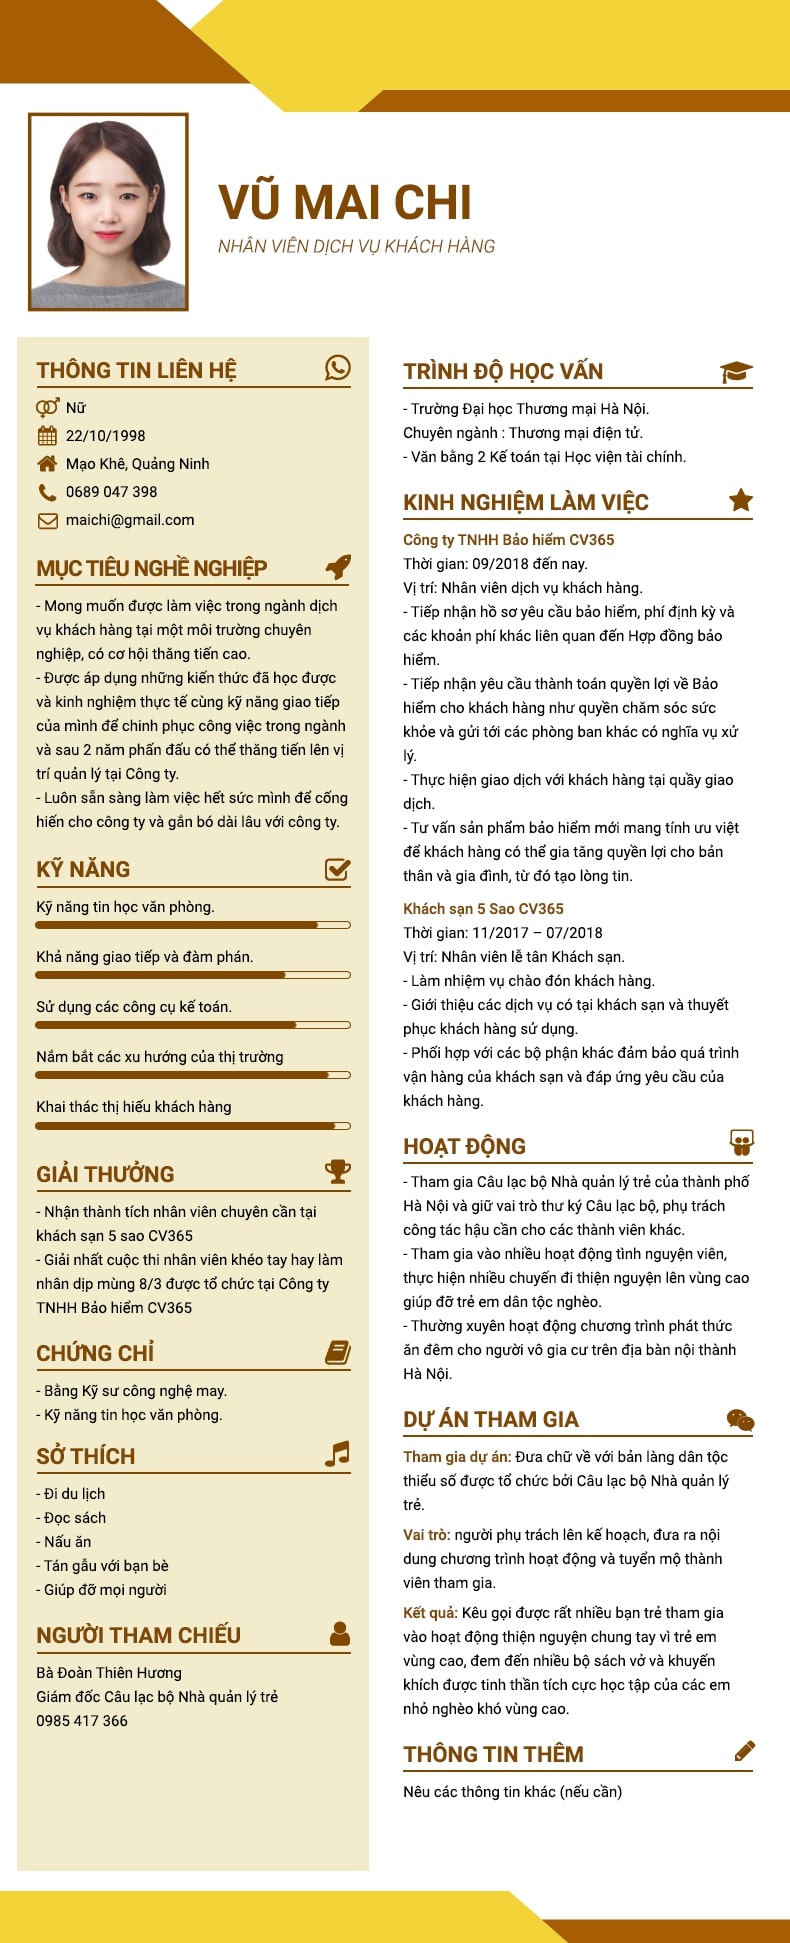 VŨ MAI CHI
NHÂN VIÊN DỊCH VỤ KHÁCH HÀNG
THÔNG TIN LIÊN HỆ
Nữ
22/10/1998
Mạo Khê, Quảng Ninh
0689 047 398
maichi@gmail.com
MỤC TIÊU NGHỀ NGHIỆP
- Mong muốn được làm việc trong ngành dịch
vụ khách hàng tại một môi trường chuyên
nghiệp, có cơ hội thăng tiến cao.
- Được áp dụng những kiến thức đã học được
và kinh nghiệm thực tế cùng kỹ năng giao tiếp
của mình để chinh phục công việc trong ngành
và sau 2 năm phấn đấu có thể thăng tiến lên vị
trí quản lý tại Công ty.
- Luôn sẵn sàng làm việc hết sức mình để cống
hiến cho công ty và gắn bó dài lâu với công ty.
KỸ NĂNG
Kỹ năng tin học văn phòng.
Khả năng giao tiếp và đàm phán.
Sử dụng các công cụ kế toán.
Nắm bắt các xu hướng của thị trường
Khai thác thị hiếu khách hàng
GIẢI THƯỞNG
- Nhận thành tích nhân viên chuyên cần tại
khách sạn 5 sao CV365
- Giải nhất cuộc thi nhân viên khéo tay hay làm
nhân dịp mùng 8/3 được tổ chức tại Công ty
TNHH Bảo hiểm CV365
CHỨNG CHỈ
- Bằng Kỹ sư công nghệ may.
- Kỹ năng tin học văn phòng.
SỞ THÍCH
- Đi du lịch
- Đọc sách
- Nấu ăn
- Tán gẫu với bạn bè
- Giúp đỡ mọi người
NGƯỜI THAM CHIẾU
Bà Đoàn Thiên Hương
Giám đốc Câu lạc bộ Nhà quản lý trẻ
0985 417 366
TRÌNH ĐỘ HỌC VẤN
- Trường Đại học Thương mại Hà Nội.
Chuyên ngành : Thương mại điện tử.
- Văn bằng 2 Kế toán tại Học viện tài chính.
KINH NGHIỆM LÀM VIỆC
Công ty TNHH Bảo hiểm CV365
Thời gian: 09/2018 đến nay.
Vị trí: Nhân viên dịch vụ khách hàng.
- Tiếp nhận hồ sơ yêu cầu bảo hiểm, phí định kỳ và
các khoản phí khác liên quan đến Hợp đồng bảo
hiểm.
- Tiếp nhận yêu cầu thành toán quyền lợi về Bảo
hiểm cho khách hàng như quyền chăm sóc sức
khỏe và gửi tới các phòng ban khác có nghĩa vụ xử
lý.
- Thực hiện giao dịch với khách hàng tại quầy giao
dịch.
- Tư vấn sản phẩm bảo hiểm mới mang tính ưu việt
để khách hàng có thể gia tăng quyền lợi cho bản
thân và gia đình, từ đó tạo lòng tin.
Khách sạn 5 Sao CV365
Thời gian: 11/2017 – 07/2018
Vị trí: Nhân viên lễ tân Khách sạn.
- Làm nhiệm vụ chào đón khách hàng.
- Giới thiệu các dịch vụ có tại khách sạn và thuyết
phục khách hàng sử dụng.
- Phối hợp với các bộ phận khác đảm bảo quá trình
vận hàng của khách sạn và đáp ứng yêu cầu của
khách hàng.
HOẠT ĐỘNG
- Tham gia Câu lạc bộ Nhà quản lý trẻ của thành phố
Hà Nội và giữ vai trò thư ký Câu lạc bộ, phụ trách
công tác hậu cần cho các thành viên khác.
- Tham gia vào nhiều hoạt động tình nguyện viên,
thực hiện nhiều chuyến đi thiện nguyện lên vùng cao
giúp đỡ trẻ em dân tộc nghèo.
- Thường xuyên hoạt động chương trình phát thức
ăn đêm cho người vô gia cư trên địa bàn nội thành
Hà Nội.
DỰ ÁN THAM GIA
Tham gia dự án: Đưa chữ về với bản làng dân tộc
thiểu số được tổ chức bởi Câu lạc bộ Nhà quản lý
trẻ.
Vai trò: người phụ trách lên kế hoạch, đưa ra nội
dung chương trình hoạt động và tuyển mộ thành
viên tham gia.
Kết quả: Kêu gọi được rất nhiều bạn trẻ tham gia
vào hoạt động thiện nguyện chung tay vì trẻ em
vùng cao, đem đến nhiều bộ sách vở và khuyến
khích được tinh thần tích cực học tập của các em
nhỏ nghèo khó vùng cao.
THÔNG TIN THÊM
Nêu các thông tin khác (nếu cần)